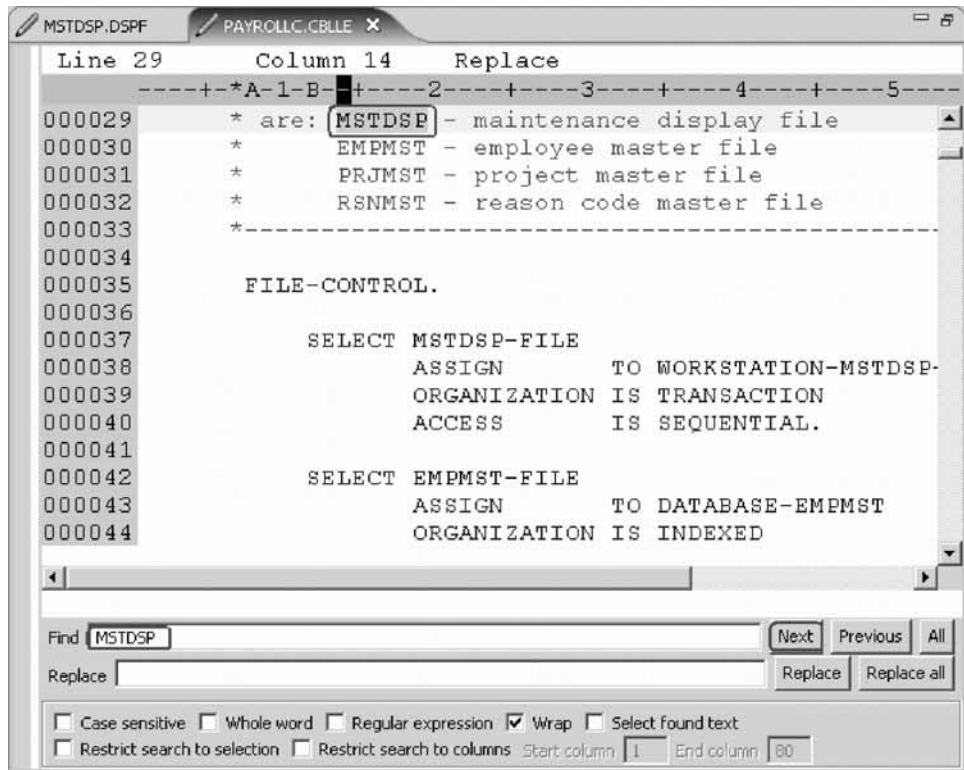 MSTDSP.DSPF PAYROLLC.CBLLE
Line 29 Column 14 Replace
----+-*A-1-B--+----2----+----3----+----4----+----5----
000029 * are: MSTDSP - maintenance display file
000030 * EMPMST - employee master file
000031 * PRJMST - project master file
000032 * RSNMST - reason code master file
000033 *-----------------------------------------------
000034
000035 FILE-CONTROL.
000036
000037 SELECT MSTDSP-FILE
000038 ASSIGN TO WORKSTATION-MSTDSP-
000039 ORGANIZATION IS TRANSACTION
000040 ACCESS IS SEQUENTIAL.
000041
000042 SELECT EMPMST-FILE
000043 ASSIGN TO DATABASE-EMPMST
000044 ORGANIZATION IS INDEXED
Find MSTDSP Next Previous All
Replace Replace Replace all
Case sensitive Whole word Regular expression Wrap Select found text
Restrict search to selection Restrict search to columns Start column 1 End column 80